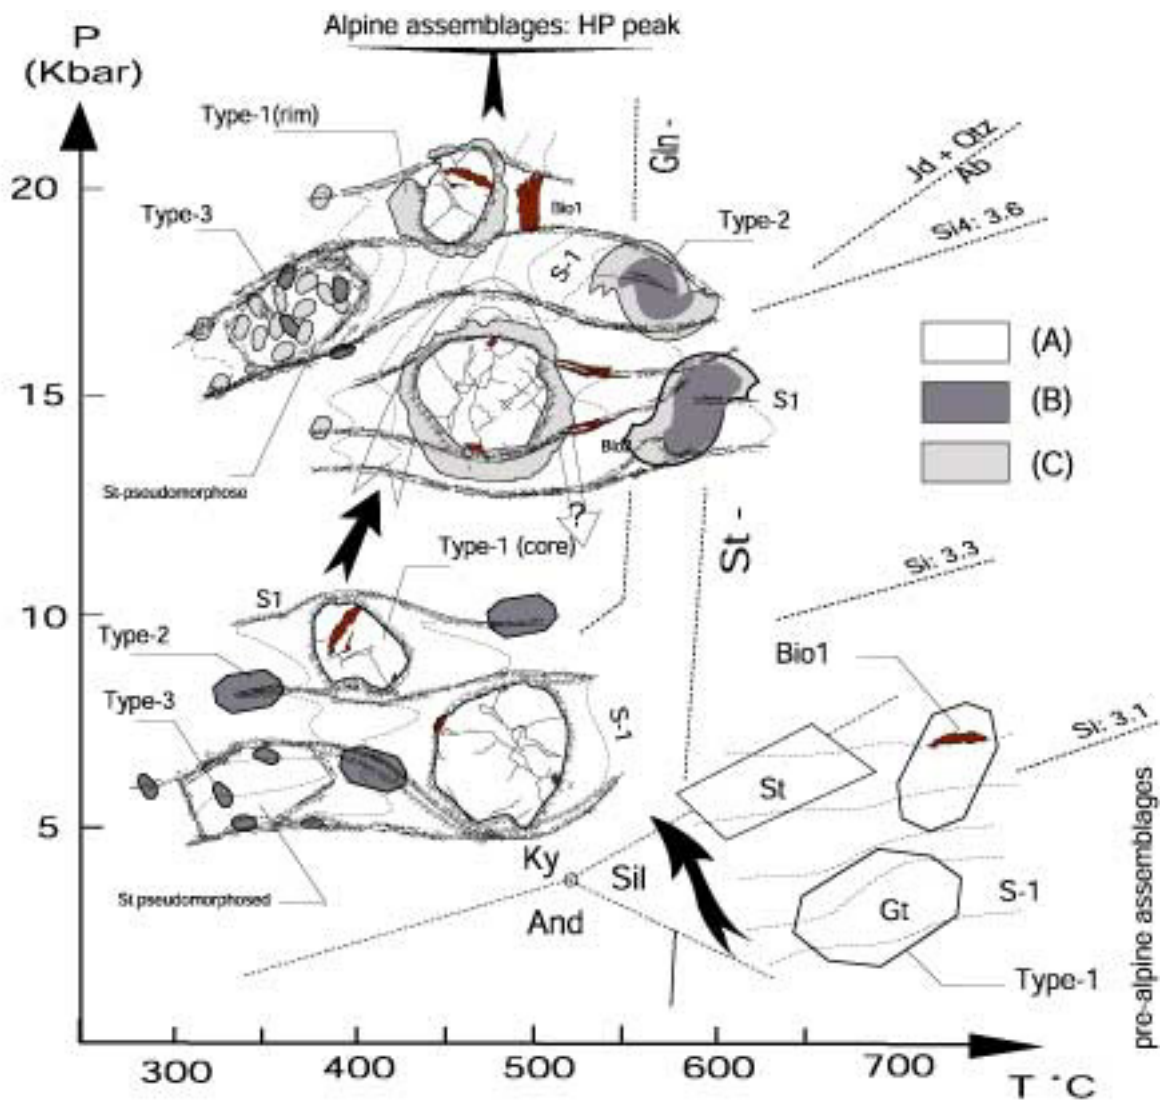 Alpine assemblages: HP peak
P
(Kbar)
Type-1(rim)
Gln -
Jd + Qtz
Ab
20
Type-3
Bio1
Type-2
Si4: 3.6
S-1
(A)
15
S1
(B)
(C)
St-pseudomorphose
?
St -
Type-1 (core)
Si: 3.3
S1
10
Type-2
Bio1
Type-3
S-1
Si: 3.1
St
5
Ky
Sil
S-1
Gt
St pseudomorphosed
And
Type-1
pre-alpine assemblages
300
400
500
600
700
T °C